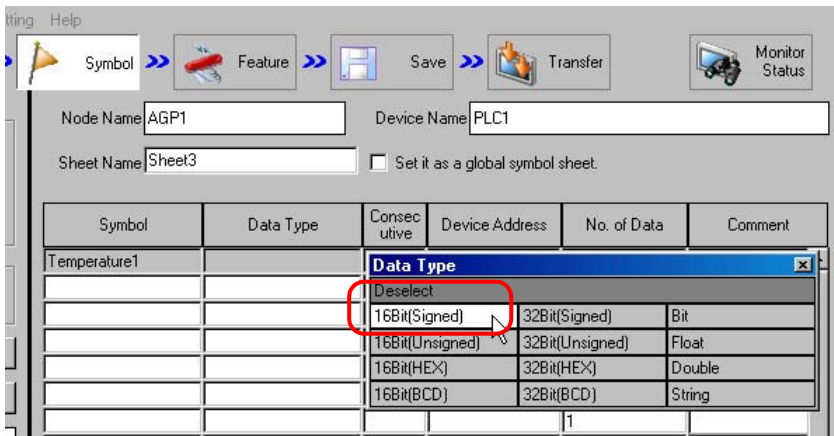 tting Help
Symbol Feature Save Transfer Monitor Status
Node Name AGP1 Device Name PLC1
Sheet Name Sheet3 Set it as a global symbol sheet.
Symbol Data Type Consecutive Device Address No. of Data Comment
Temperature1
Data Type
Deselect
16Bit(Signed) 32Bit(Signed) Bit
16Bit(Unsigned) 32Bit(Unsigned) Float
16Bit(HEX) 32Bit(HEX) Double
16Bit(BCD) 32Bit(BCD) String
1